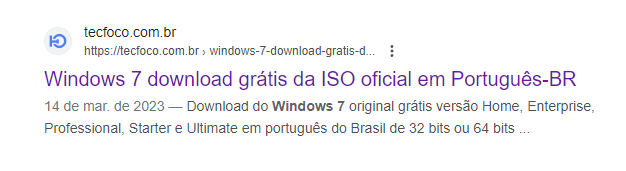 tecfoco.com.br
https://tecfoco.com.br › windows-7-download-gratis-d...
Windows 7 download grátis da ISO oficial em Português-BR
14 de mar. de 2023 — Download do Windows 7 original grátis versão Home, Enterprise,
Professional, Starter e Ultimate em português do Brasil de 32 bits ou 64 bits ...